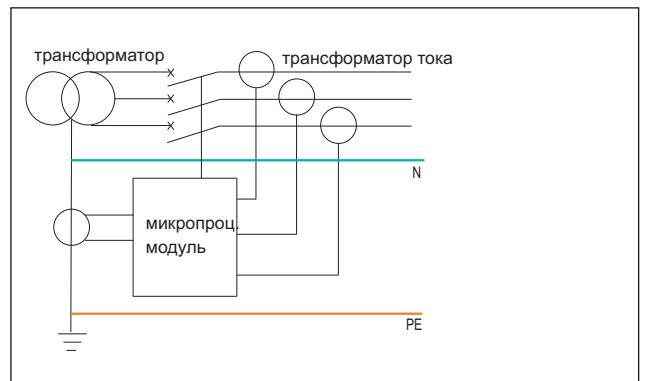 трансформатор
трансформатор тока
N
микропроц.
модуль
PE